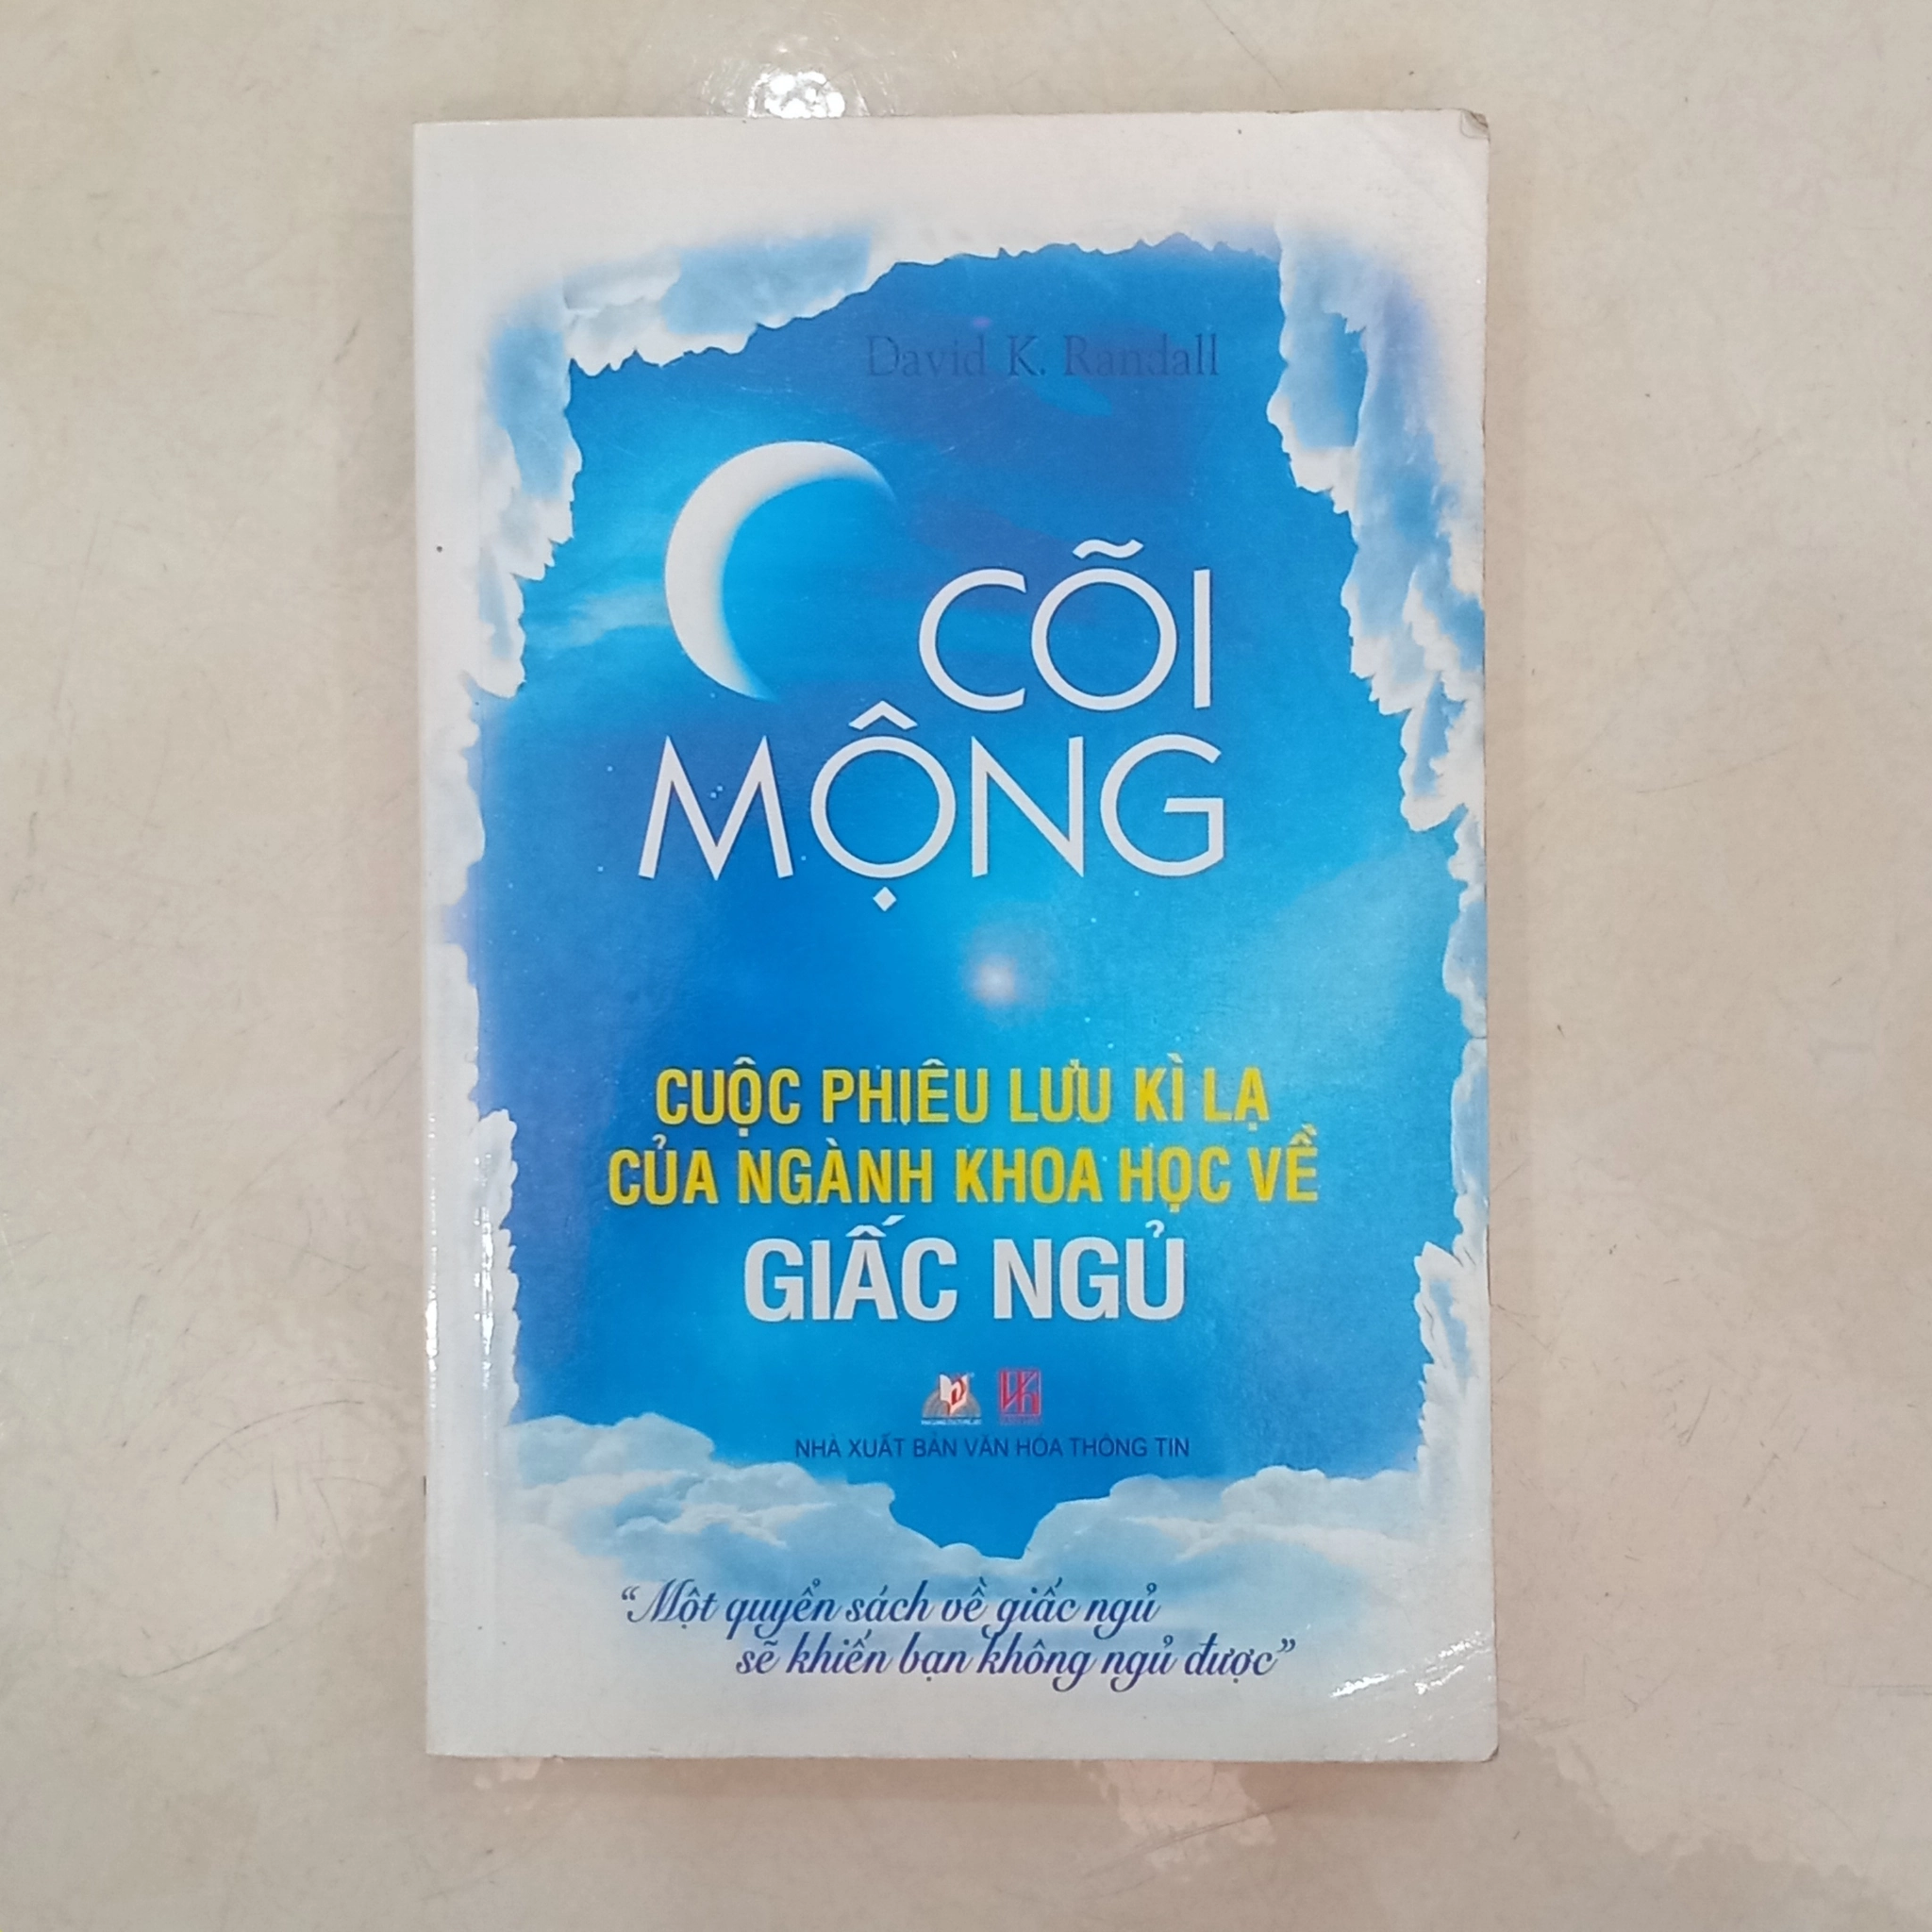 David K. Randall
CÕI
MỘNG
CUỘC PHIÊU LƯU KÌ LẠ
CỦA NGÀNH KHOA HỌC VỀ
GIẤC NGỦ
NHÀ XUẤT BẢN VĂN HÓA THÔNG TIN
“Một quyển sách về giấc ngủ
sẽ khiến bạn không ngủ được”